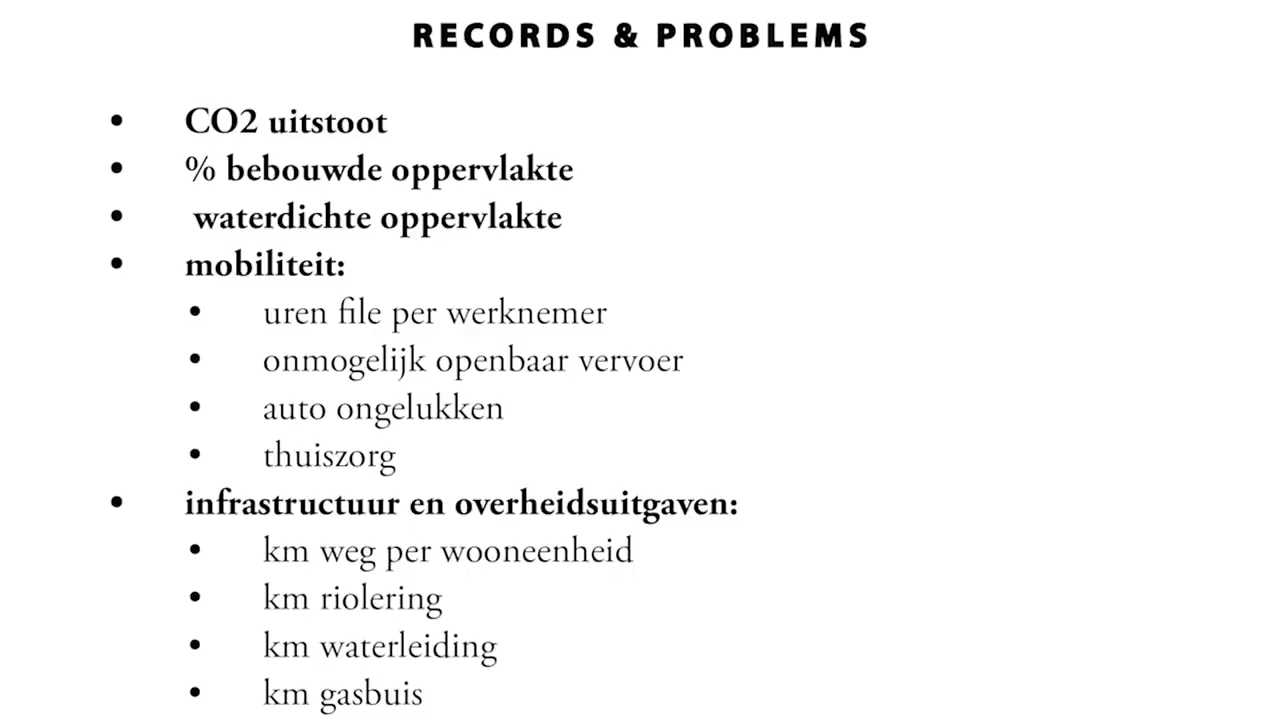 RECORDS & PROBLEMS
• CO2 uitstoot
• % bebouwde oppervlakte
• waterdichte oppervlakte
• mobiliteit:
• uren file per werknemer
• onmogelijk openbaar vervoer
• auto ongelukken
• thuiszorg
• infrastructuur en overheidsuitgaven:
• km weg per wooneenheid
• km riolering
• km waterleiding
• km gasbuis